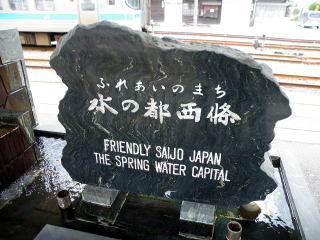 ふれあいのまち
水の都西條
FRIENDLY SAIJO JAPAN
THE SPRING WATER CAPITAL